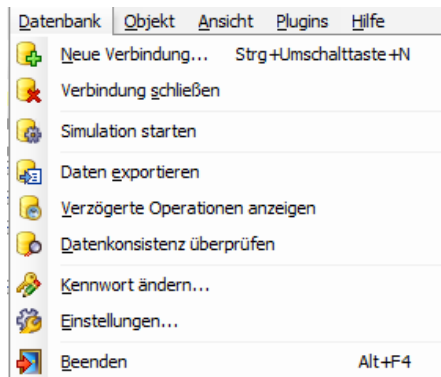 Datenbank Objekt Ansicht Plugins Hilfe
Neue Verbindung... Strg+Umschalttaste+N
Verbindung schließen
Simulation starten
Daten exportieren
Verzögerte Operationen anzeigen
Datenkonsistenz überprüfen
Kennwort ändern...
Einstellungen...
Beenden Alt+F4